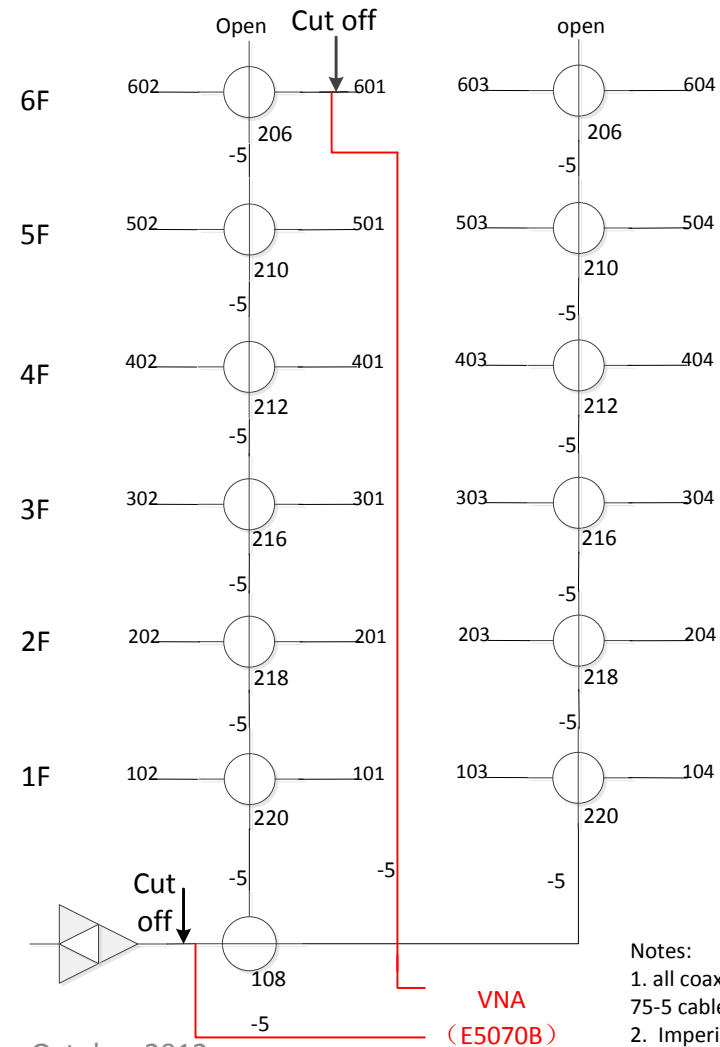 Open Cut off open
6F 602 601 603 604
206 206
-5 -5
5F 502 501 503 504
210 210
-5 -5
4F 402 401 403 404
212 212
-5 -5
3F 302 301 303 304
216 216
-5 -5
2F 202 201 203 204
218 218
-5 -5
1F 102 101 103 104
220 220
-5 -5 -5
Cut
off
108
-5
VNA
（E5070B）
Notes:
1. all coax
75-5 cable
2.